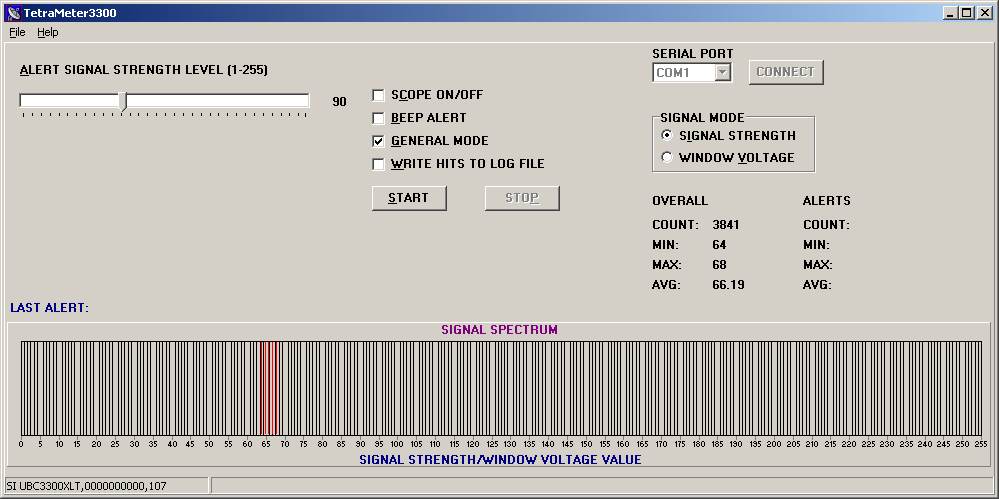 TetraMeter3300
File Help
ALERT SIGNAL STRENGTH LEVEL (1-255)
90
SCOPE ON/OFF
BEEP ALERT
GENERAL MODE
WRITE HITS TO LOG FILE
START STOP
SERIAL PORT
COM1 CONNECT
SIGNAL MODE
SIGNAL STRENGTH
WINDOW VOLTAGE
OVERALL ALERTS
COUNT: 3841 COUNT:
MIN: 64 MIN:
MAX: 68 MAX:
AVG: 66.19 AVG:
LAST ALERT:
SIGNAL SPECTRUM
0 5 10 15 20 25 30 35 40 45 50 55 60 65 70 75 80 85 90 95 100 105 110 115 120 125 130 135 140 145 150 155 160 165 170 175 180 185 190 195 200 205 210 215 220 225 230 235 240 245 250 255
SIGNAL STRENGTH/WINDOW VOLTAGE VALUE
SI UBC3300XLT,0000000000,107